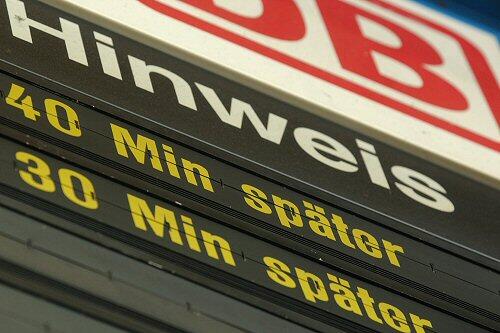 DB
Hinweis
40 Min später
30 Min später